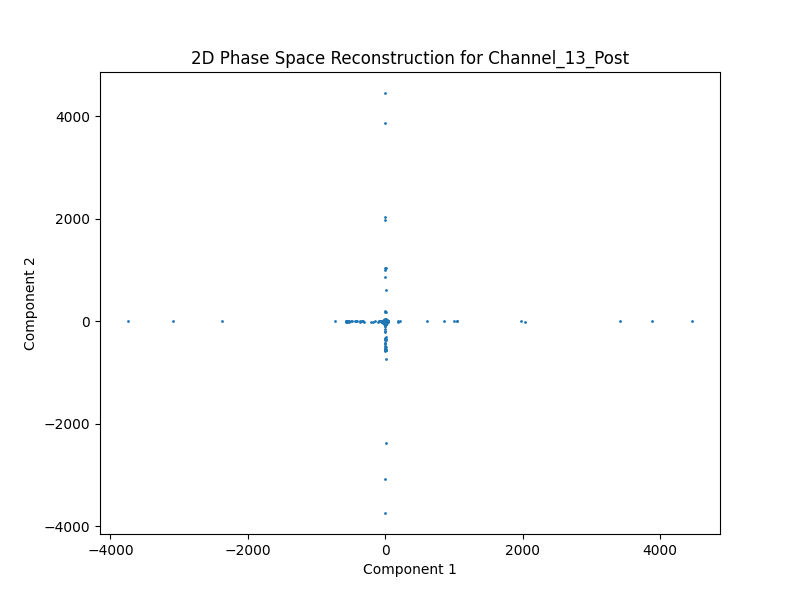 2D Phase Space Reconstruction for Channel_13_Post
4000
2000
0
−2000
−4000
Component 2
−4000 −2000 0 2000 4000
Component 1